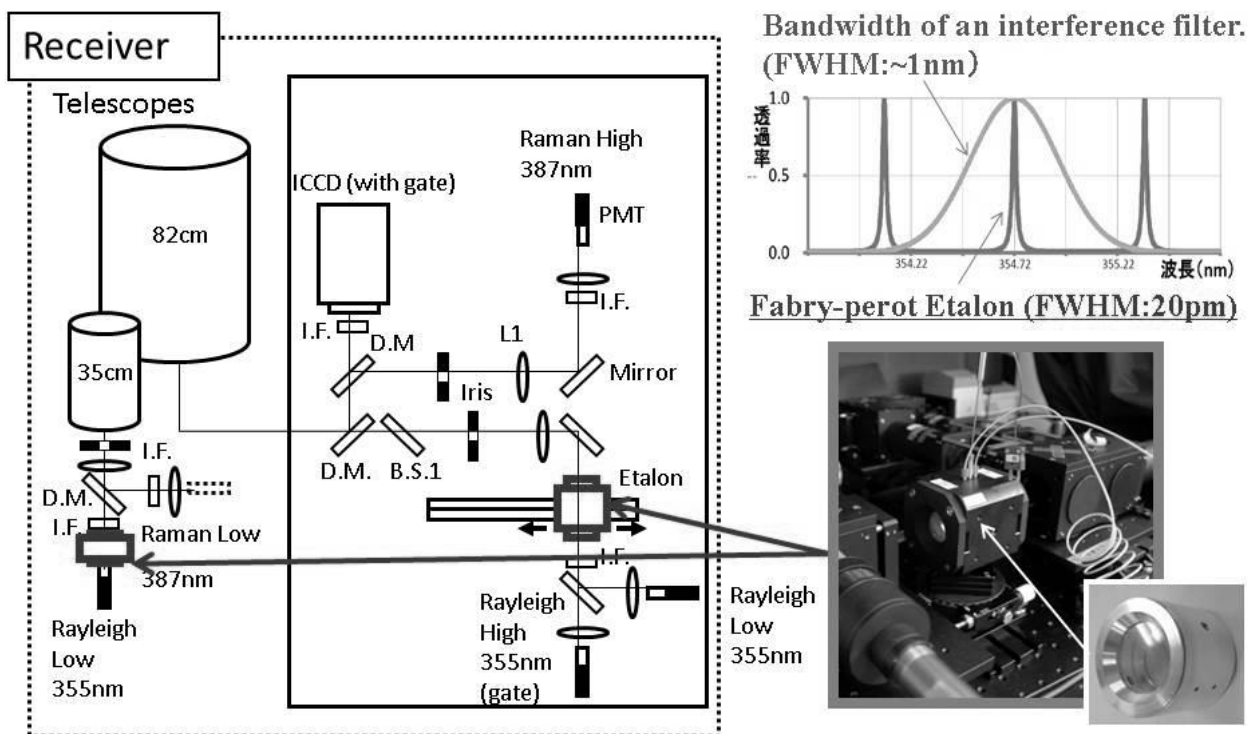 Receiver
Telescopes
82cm
35cm
ICCD (with gate)
I.F.
D.M
L1
Iris
Raman High
387nm
PMT
I.F.
Mirror
D.M.
B.S.1
Etalon
I.F.
D.M.
I.F.
Raman Low
387nm
Rayleigh
Low
355nm
I.F.
Rayleigh
High
355nm
(gate)
Rayleigh
Low
355nm
Bandwidth of an interference filter.
(FWHM:~1nm)
透過率
1.0
0.5
0.0
354.22
354.72
355.22
波長(nm)
Fabry-perot Etalon (FWHM:20pm)